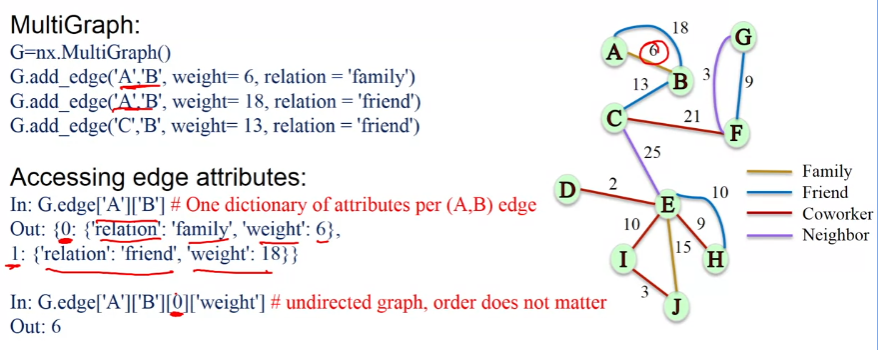 MultiGraph:
G=nx.MultiGraph()
G.add_edge('A','B', weight= 6, relation = 'family')
G.add_edge('A','B', weight= 18, relation = 'friend')
G.add_edge('C','B', weight= 13, relation = 'friend')
Accessing edge attributes:
In: G.edge['A']['B'] # One dictionary of attributes per (A,B) edge
Out: {0: {'relation': 'family', 'weight': 6},
1: {'relation': 'friend', 'weight': 18}}
In: G.edge['A']['B'][0]['weight'] # undirected graph, order does not matter
Out: 6
18
G
A
6
B
3
9
13
C
21
F
25
D
2
E
10
10
9
15
I
H
3
J
Family
Friend
Coworker
Neighbor